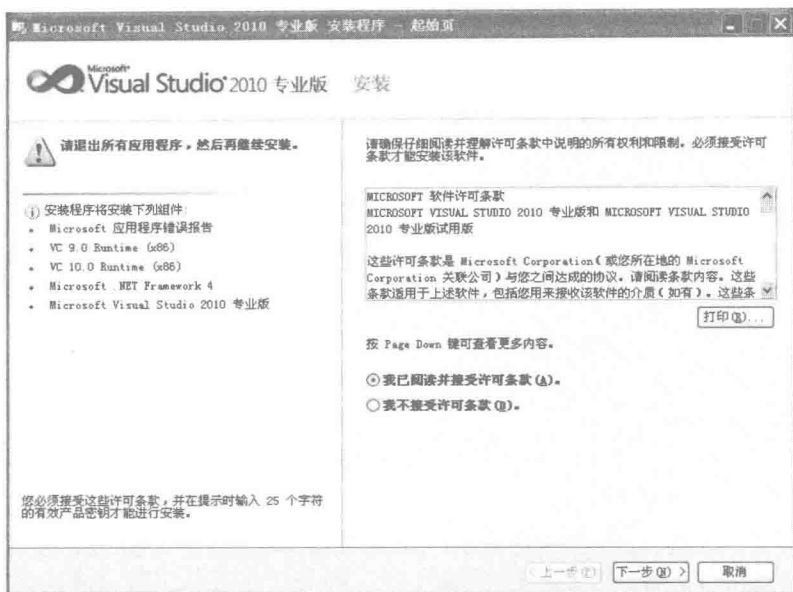 Microsoft Visual Studio 2010 专业版 安装程序 - 起始页
Microsoft®
Visual Studio® 2010 专业版 安装
请退出所有应用程序，然后再继续安装。
安装程序将安装下列组件:
Microsoft 应用程序错误报告
VC 9.0 Runtime (x86)
VC 10.0 Runtime (x86)
Microsoft .NET Framework 4
Microsoft Visual Studio 2010 专业版
您必须接受这些许可条款，并在提示时输入 25 个字符
的有效产品密钥才能进行安装。
请确保仔细阅读并理解许可条款中说明的所有权利和限制。必须接受许可
条款才能安装该软件。
MICROSOFT 软件许可条款
MICROSOFT VISUAL STUDIO 2010 专业版和 MICROSOFT VISUAL STUDIO
2010 专业版试用版
这些许可条款是 Microsoft Corporation（或您所在地的 Microsoft
Corporation 关联公司）与您之间达成的协议。请阅读条款内容。这些
条款适用于上述软件，包括您用来接收该软件的介质（如有）。这些条
打印(R)...
按 Page Down 键可查看更多内容。
我已阅读并接受许可条款(A)。
我不接受许可条款(D)。
< 上一步(P)
下一步(N) >
取消